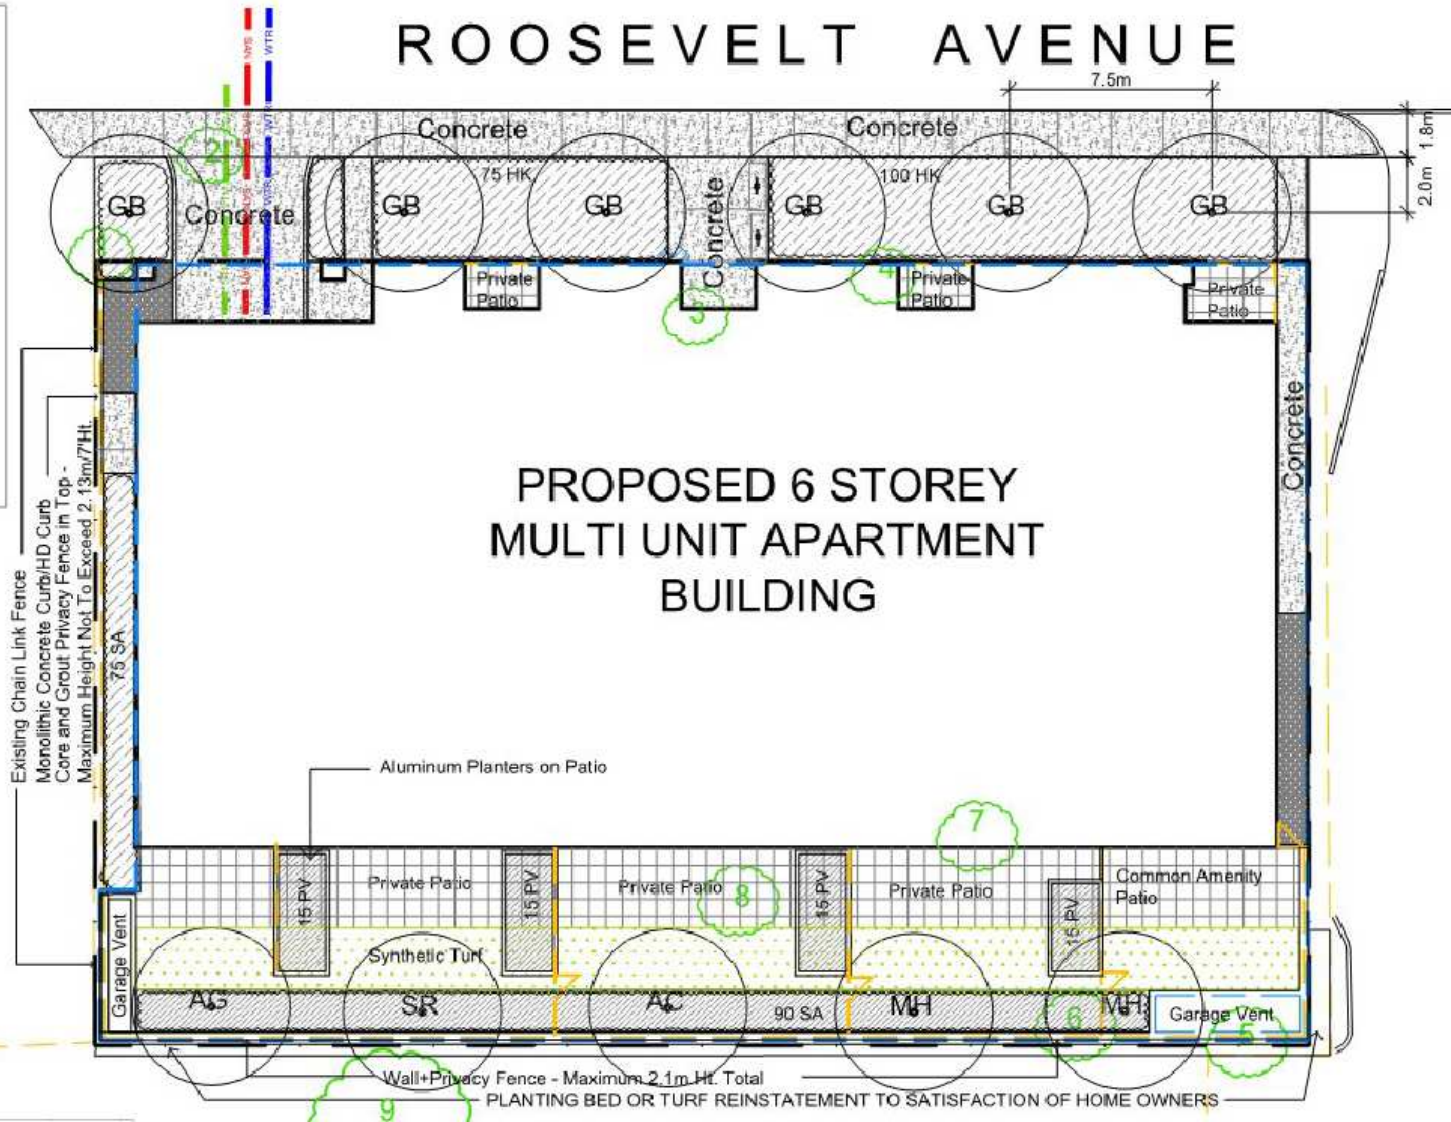 ROOSEVELT AVENUE
7.5m
SAN
WTR
Concrete
Concrete
1.8m
2
75 HK
100 HK
2.0m
GB
Concrete
GB
GB
Concrete
GB
GB
GB
WTR
4
Private
Patio
Private
Patio
Private
Patio
3
Concrete
PROPOSED 6 STOREY
MULTI UNIT APARTMENT
BUILDING
Existing Chain Link Fence
Monolithic Concrete Curb/HD Curb
Core and Grout Privacy Fence in Top -
Maximum Height Not To Exceed 2.13m/7'Ht.
75 SA
Aluminum Planters on Patio
7
15 PV
Private Patio
15 PV
Private Patio
8
15 PV
Private Patio
15 PV
Common Amenity
Patio
Garage Vent
Synthetic Turf
AG
SR
AC
90 SA
MH
6
MH
Garage Vent
5
Wall+Privacy Fence - Maximum 2.1m Ht. Total
PLANTING BED OR TURF REINSTATEMENT TO SATISFACTION OF HOME OWNERS
9